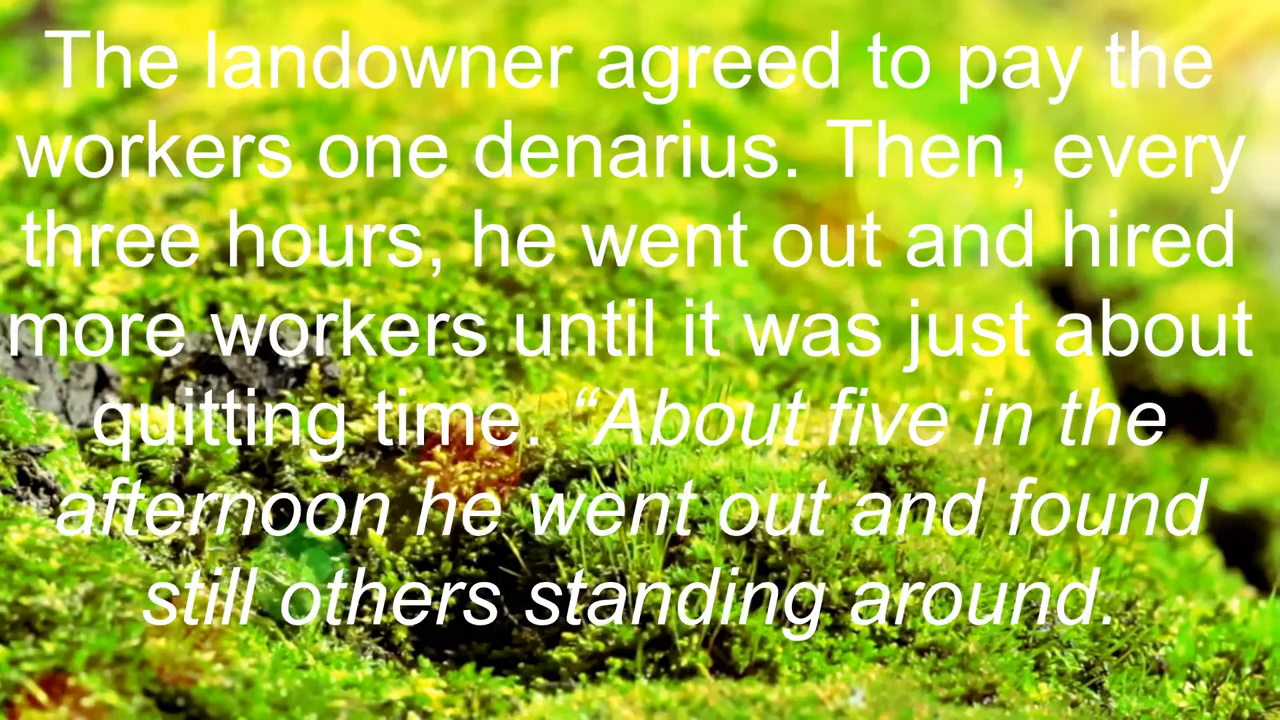 The landowner agreed to pay the
workers one denarius. Then, every
three hours, he went out and hired
more workers until it was just about
quitting time. “About five in the
afternoon he went out and found
still others standing around.